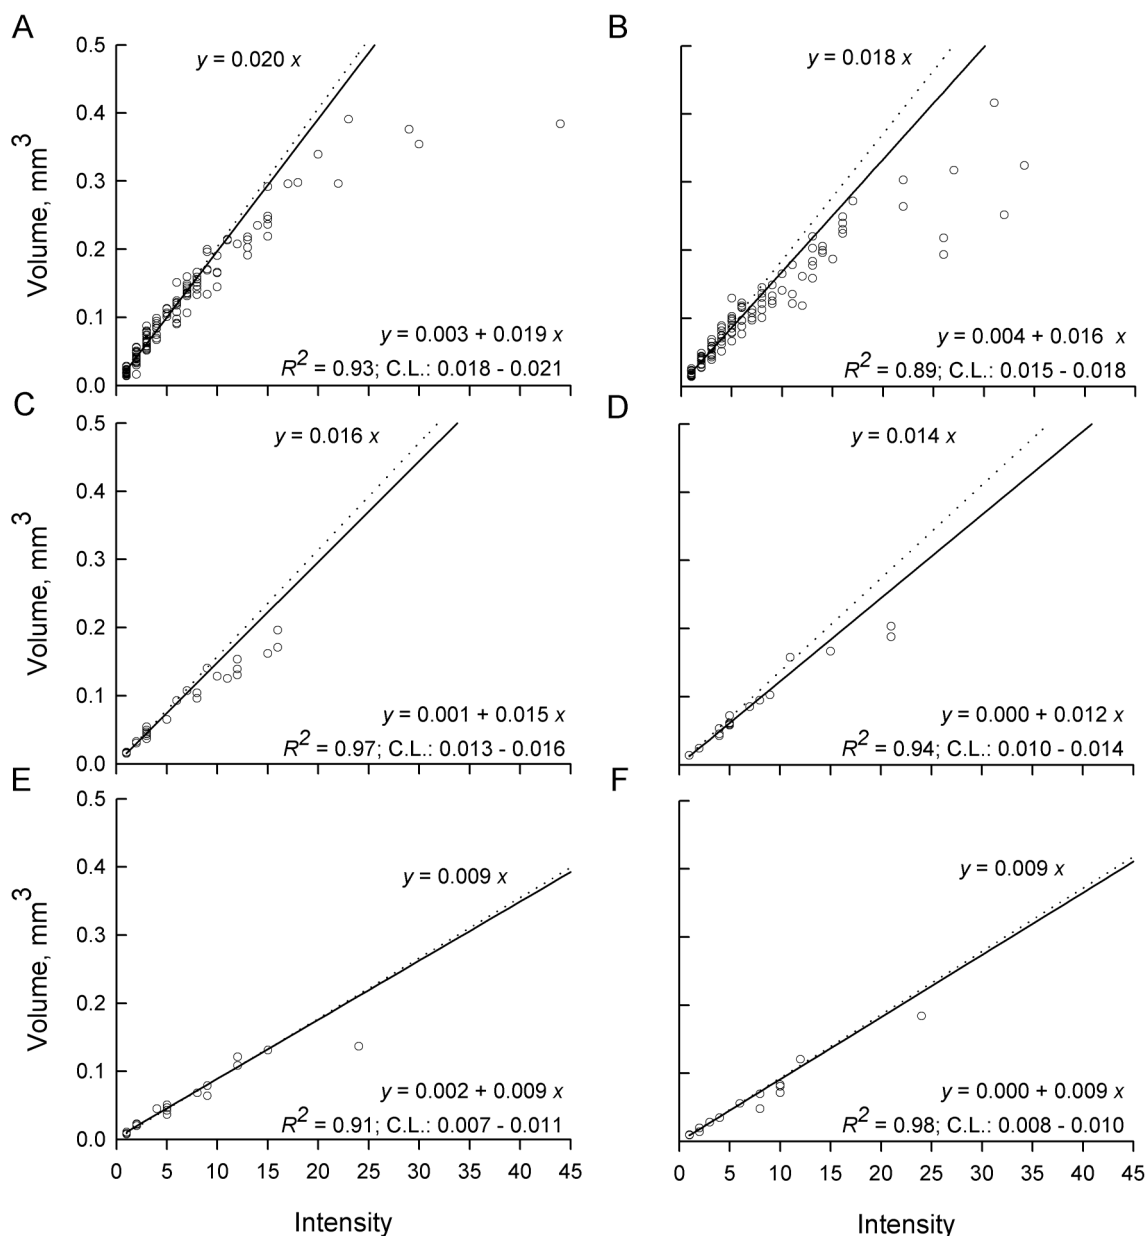 A
B
0.5
0.4
0.3
0.2
0.1
0.0
Volume, mm3
y = 0.020 x
y = 0.003 + 0.019 x
R2 = 0.93; C.L.: 0.018 - 0.021
y = 0.018 x
y = 0.004 + 0.016 x
R2 = 0.89; C.L.: 0.015 - 0.018
C
D
0.5
0.4
0.3
0.2
0.1
0.0
Volume, mm3
y = 0.016 x
y = 0.001 + 0.015 x
R2 = 0.97; C.L.: 0.013 - 0.016
y = 0.014 x
y = 0.000 + 0.012 x
R2 = 0.94; C.L.: 0.010 - 0.014
E
F
0.5
0.4
0.3
0.2
0.1
0.0
Volume, mm3
y = 0.009 x
y = 0.002 + 0.009 x
R2 = 0.91; C.L.: 0.007 - 0.011
0 5 10 15 20 25 30 35 40 45
Intensity
y = 0.009 x
y = 0.000 + 0.009 x
R2 = 0.98; C.L.: 0.008 - 0.010
0 5 10 15 20 25 30 35 40 45
Intensity